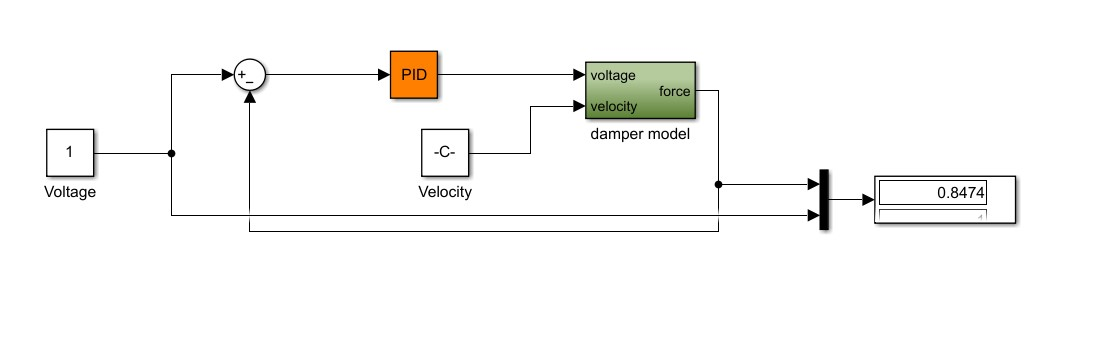 +
_
PID
voltage
force
velocity
damper model
1
Voltage
-C-
Velocity
0.8474